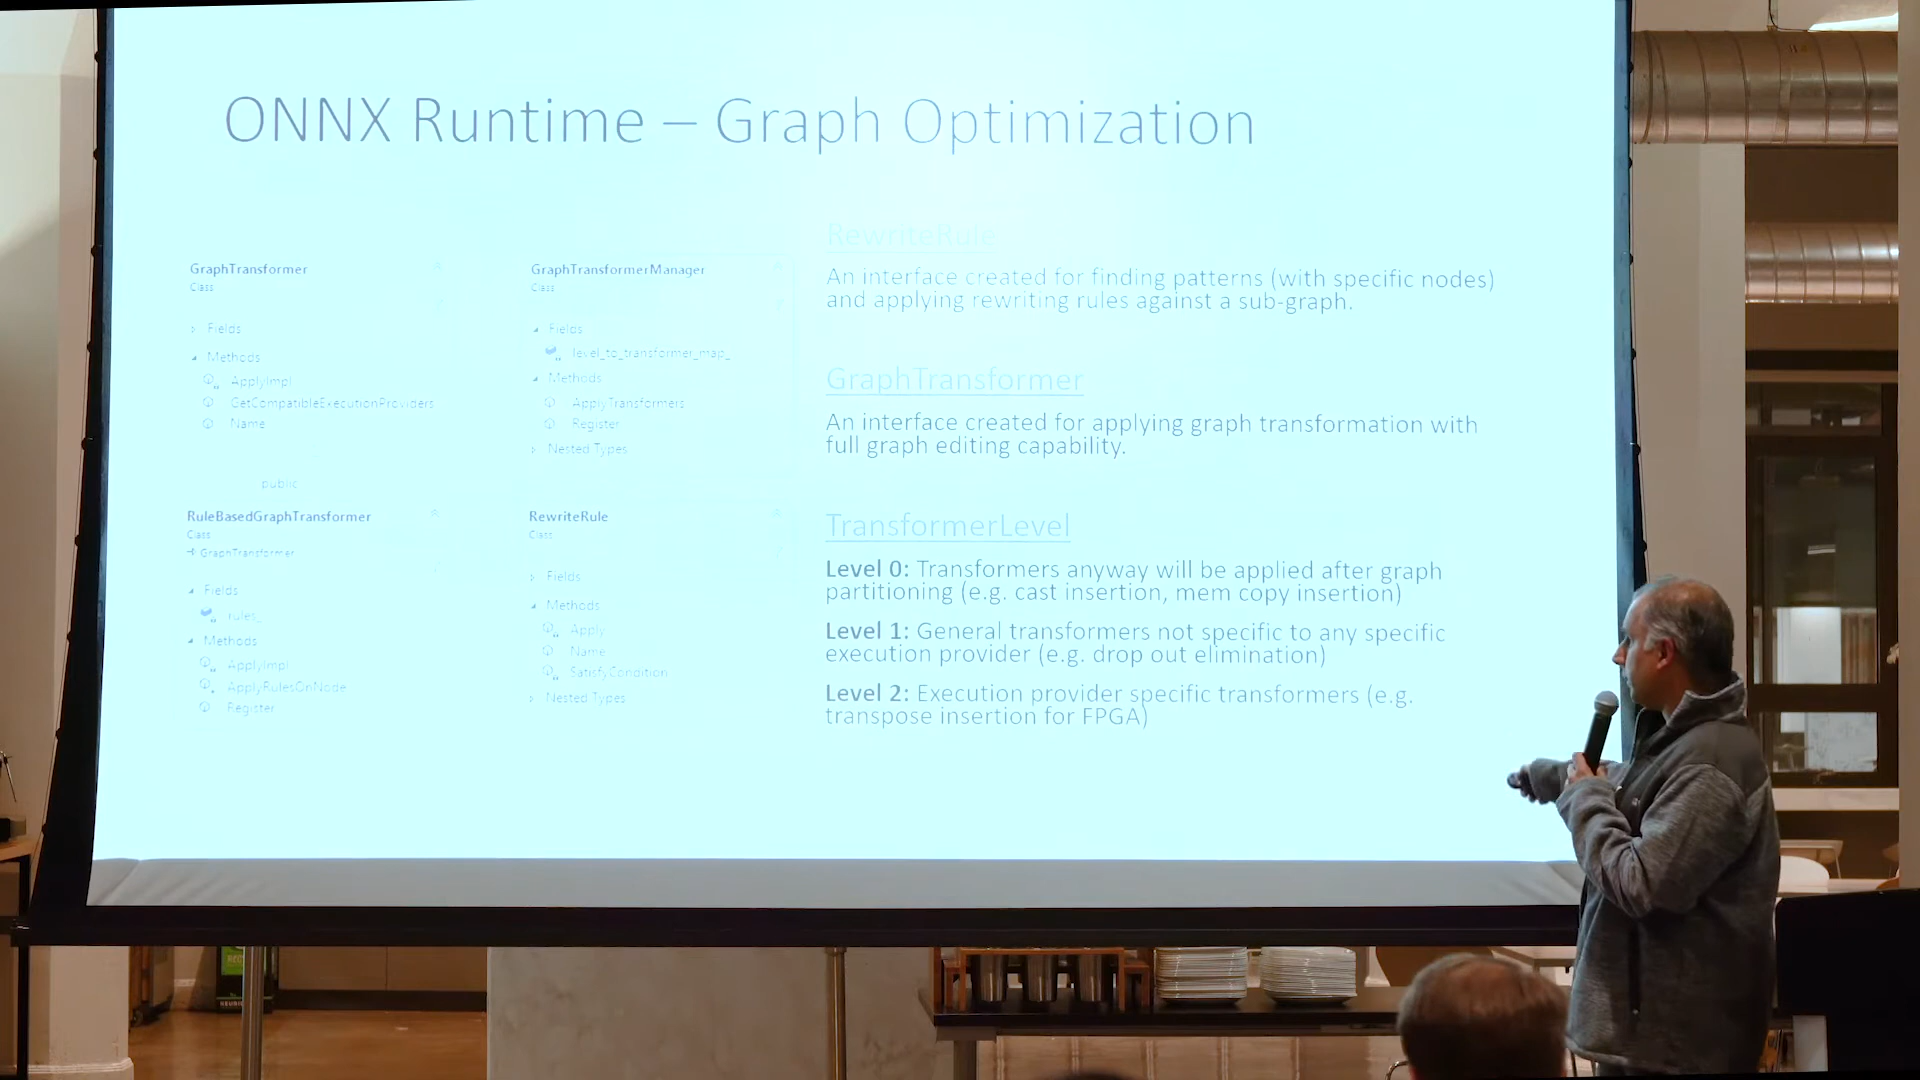 ONNX Runtime – Graph Optimization
GraphTransformer
Class
Fields
Methods
ApplyImpl
GetCompatibleExecutionProviders
Name
public
GraphTransformerManager
Class
Fields
level_to_transformer_map_
Methods
ApplyTransformers
Register
Nested Types
RuleBasedGraphTransformer
Class
GraphTransformer
Fields
rules_
Methods
ApplyImpl
ApplyRulesOnNode
Register
RewriteRule
Class
Fields
Methods
Apply
Name
SatisfyCondition
Nested Types
RewriteRule
An interface created for finding patterns (with specific nodes)
and applying rewriting rules against a sub-graph.
GraphTransformer
An interface created for applying graph transformation with
full graph editing capability.
TransformerLevel
Level 0: Transformers anyway will be applied after graph
partitioning (e.g. cast insertion, mem copy insertion)
Level 1: General transformers not specific to any specific
execution provider (e.g. drop out elimination)
Level 2: Execution provider specific transformers (e.g.
transpose insertion for FPGA)